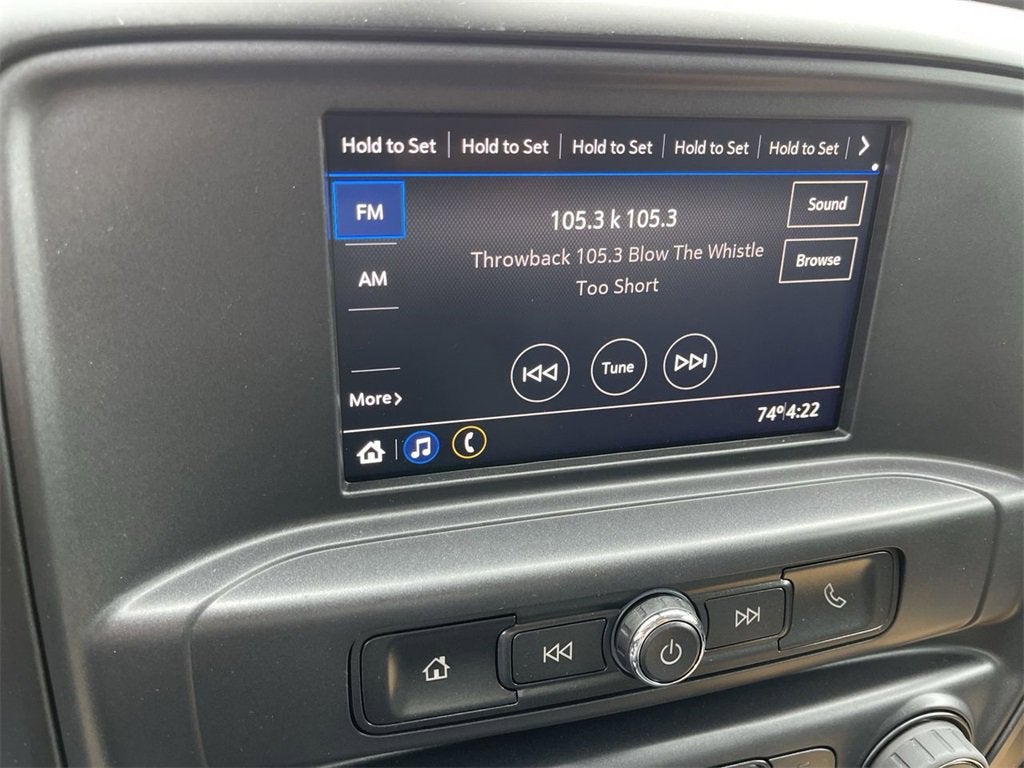 Hold to Set Hold to Set Hold to Set Hold to Set Hold to Set
FM
105.3 k 105.3
Sound
Throwback 105.3 Blow The Whistle
Browse
AM
Too Short
Tune
More
74° 4:22